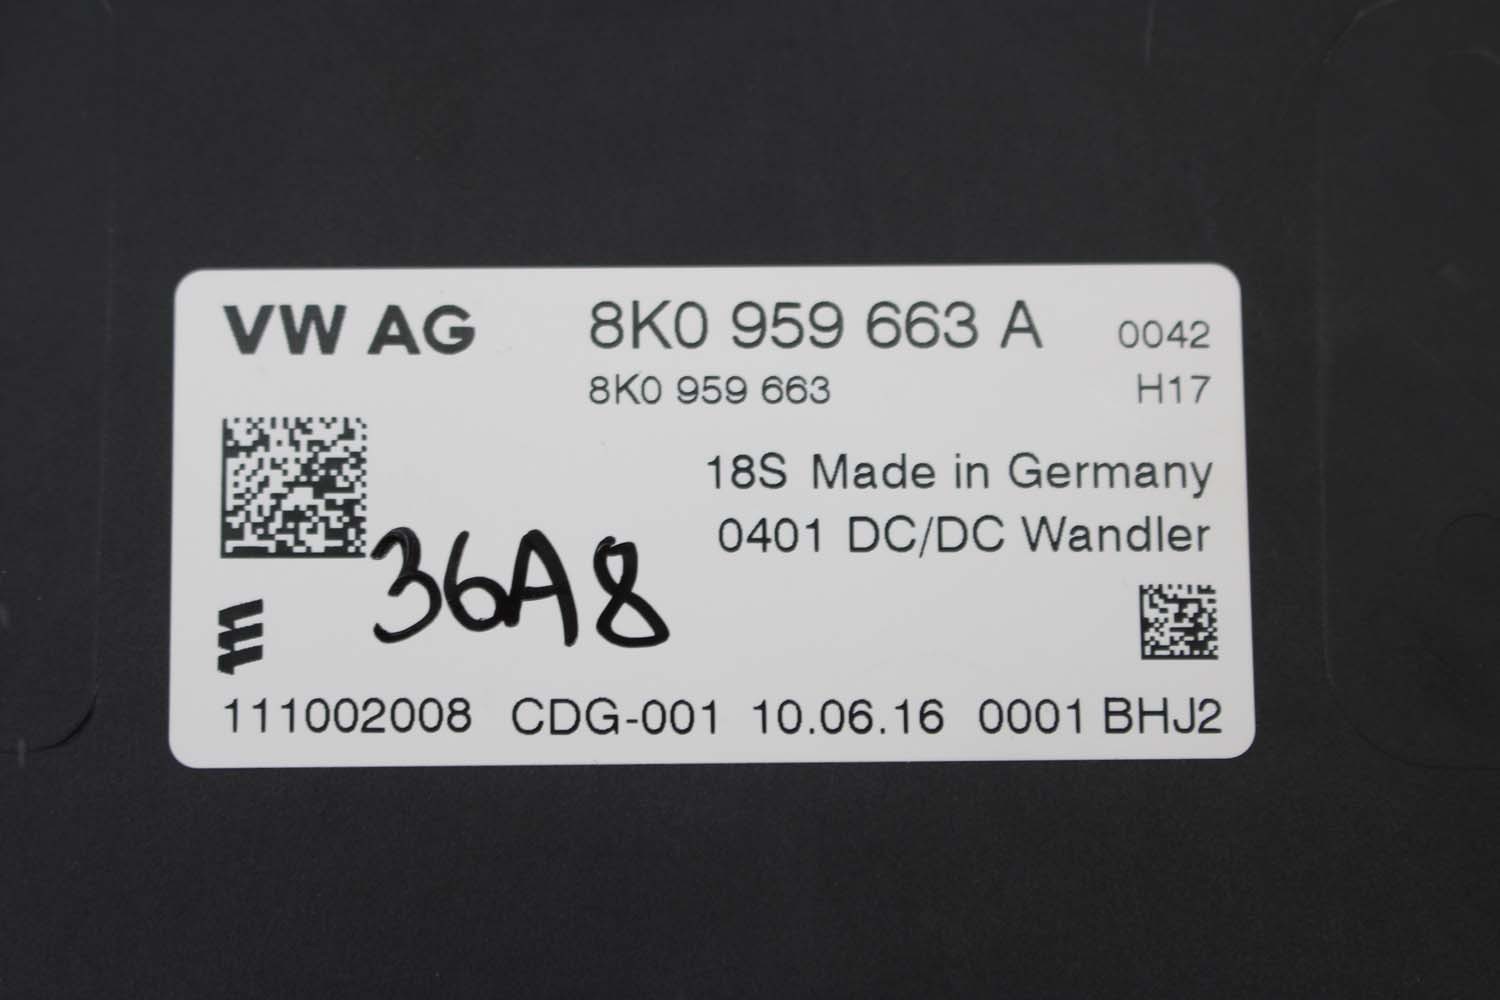 VW AG 8K0 959 663 A 0042
8K0 959 663 H17
18S Made in Germany
0401 DC/DC Wandler
36A8
111002008 CDG-001 10.06.16 0001 BHJ2